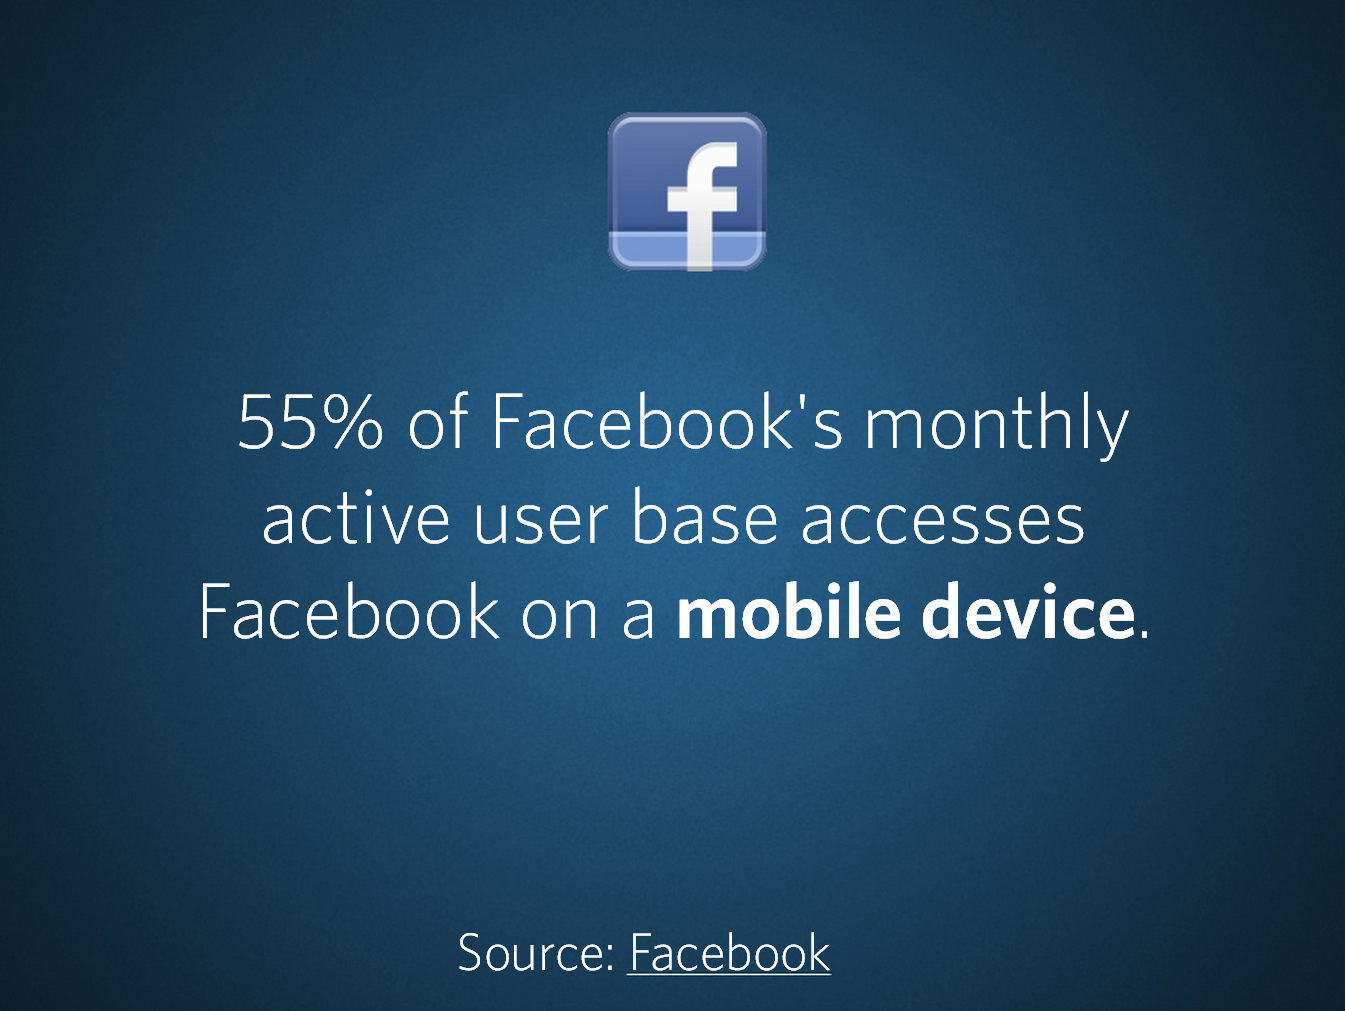 f
55% of Facebook's monthly
active user base accesses
Facebook on a mobile device.
Source: Facebook